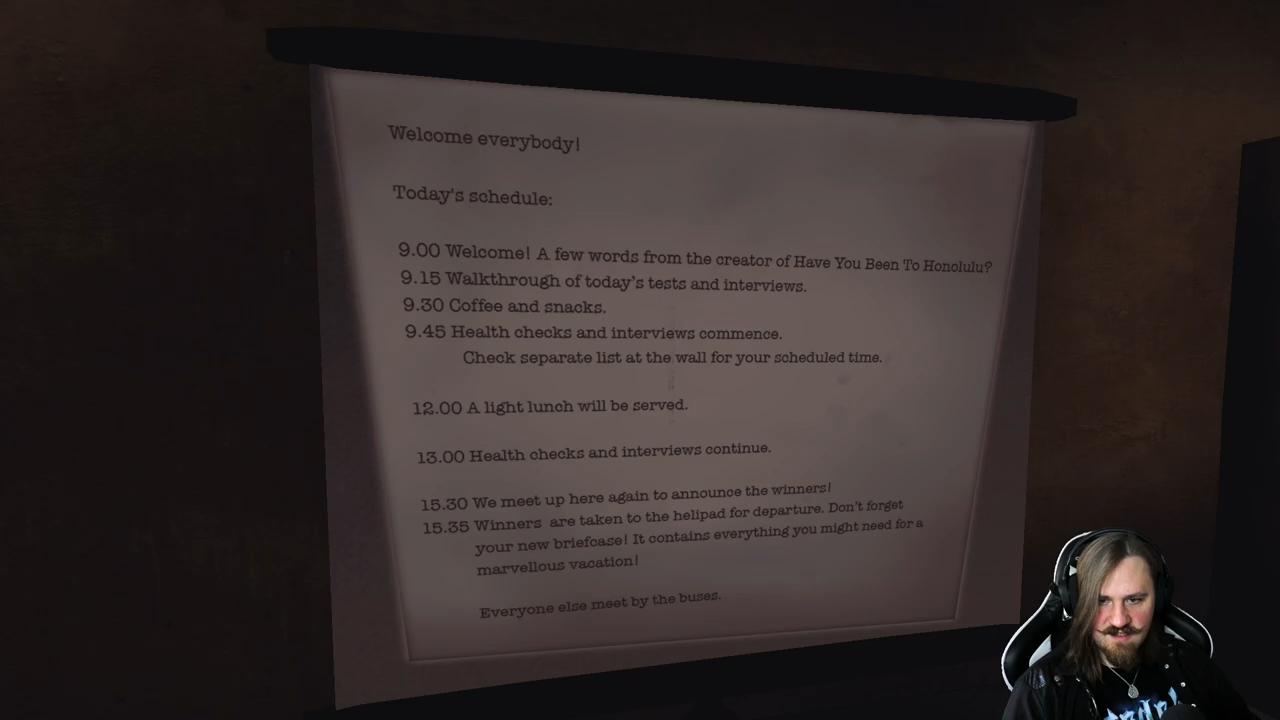 Welcome everybody!
Today's schedule:
9.00 Welcome! A few words from the creator of Have You Been To Honolulu?
9.15 Walkthrough of today's tests and interviews.
9.30 Coffee and snacks.
9.45 Health checks and interviews commence.
Check separate list at the wall for your scheduled time.
12.00 A light lunch will be served.
13.00 Health checks and interviews continue.
15.30 We meet up here again to announce the winners!
15.35 Winners are taken to the helipad for departure. Don't forget
your new briefcase! It contains everything you might need for a
marvellous vacation!
Everyone else meet by the buses.